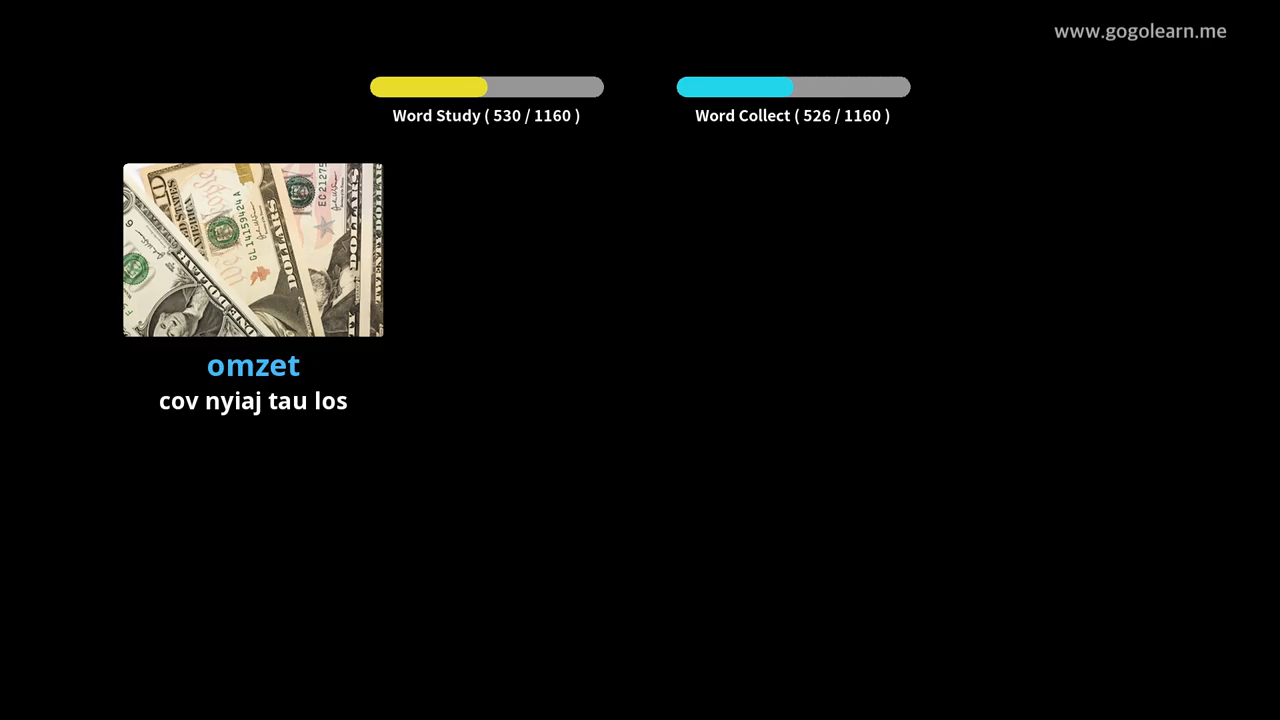 www.gogolearn.me
Word Study ( 530 / 1160 )
Word Collect ( 526 / 1160 )
omzet
cov nyiaj tau los